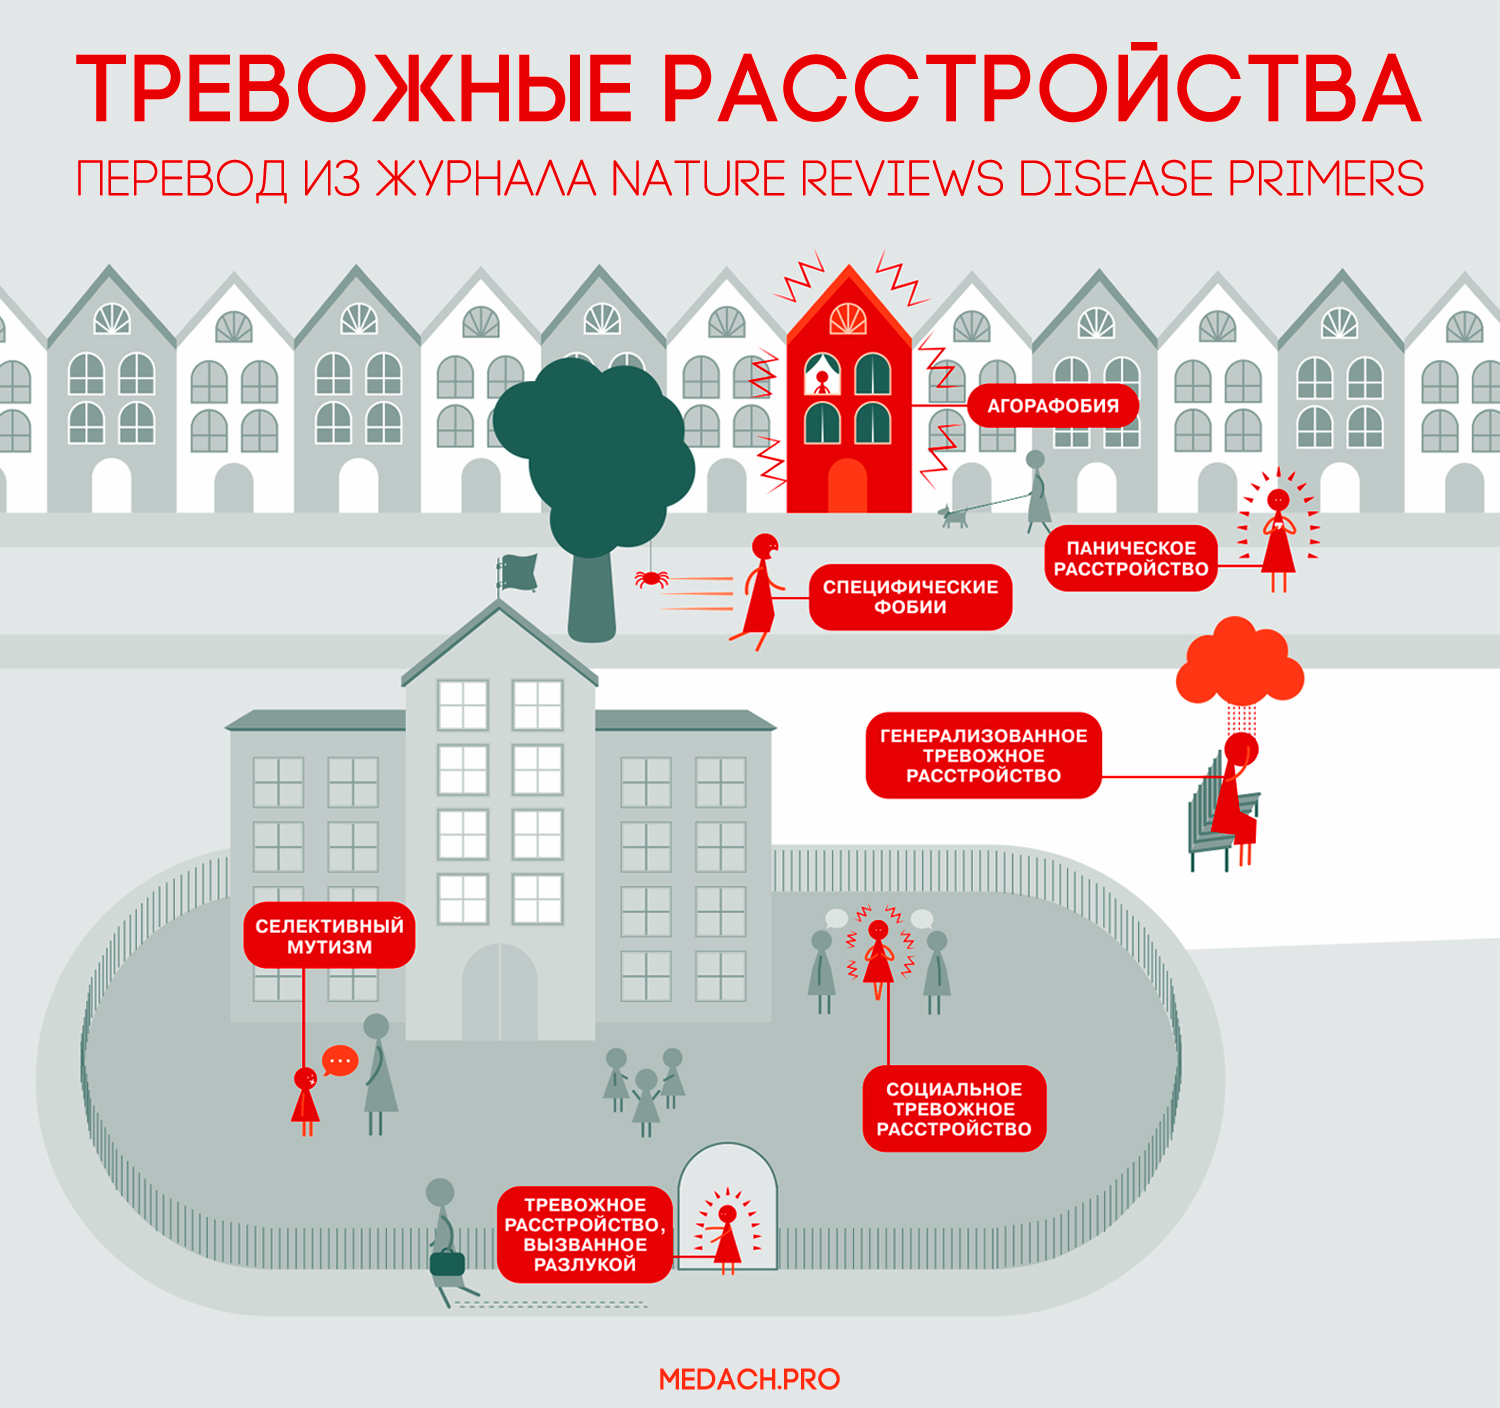 ТРЕВОЖНЫЕ РАССТРОЙСТВА
ПЕРЕВОД ИЗ ЖУРНАЛА NATURE REVIEWS DISEASE PRIMERS
АГОРАФОБИЯ
ПАНИЧЕСКОЕ
РАССТРОЙСТВО
СПЕЦИФИЧЕСКИЕ
ФОБИИ
ГЕНЕРАЛИЗОВАННОЕ
ТРЕВОЖНОЕ
РАССТРОЙСТВО
СЕЛЕКТИВНЫЙ
МУТИЗМ
СОЦИАЛЬНОЕ
ТРЕВОЖНОЕ
РАССТРОЙСТВО
ТРЕВОЖНОЕ
РАССТРОЙСТВО,
ВЫЗВАННОЕ
РАЗЛУКОЙ
MEDACH.PRO